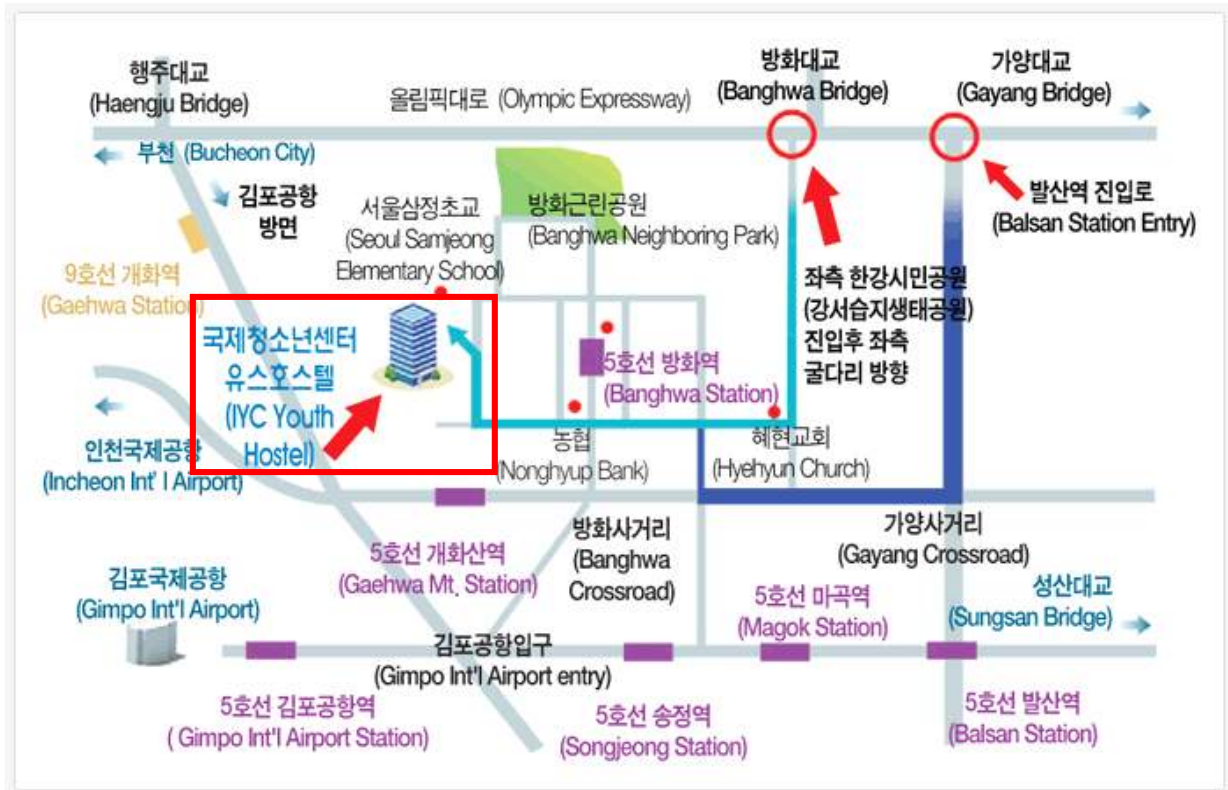 행주대교
(Haengju Bridge)
올림픽대로 (Olympic Expressway)
방화대교
(Banghwa Bridge)
가양대교
(Gayang Bridge)
부천 (Bucheon City)
김포공항
방면
서울삼정초교
(Seoul Samjeong
Elementary School)
방화근린공원
(Banghwa Neighboring Park)
발산역 진입로
(Balsan Station Entry)
9호선 개화역
(Gaehwa Station)
좌측 한강시민공원
(강서습지생태공원)
진입후 좌측
굴다리 방향
국제청소년센터
유스호스텔
(IYC Youth
Hostel)
5호선 방화역
(Banghwa Station)
인천국제공항
(Incheon Int' l Airport)
농협
(Nonghyup Bank)
혜현교회
(Hyehyun Church)
5호선 개화산역
(Gaehwa Mt. Station)
방화사거리
(Banghwa
Crossroad)
가양사거리
(Gayang Crossroad)
김포국제공항
(Gimpo Int'l Airport)
5호선 마곡역
(Magok Station)
성산대교
(Sungsan Bridge)
김포공항입구
(Gimpo Int'l Airport entry)
5호선 김포공항역
( Gimpo Int'l Airport Station)
5호선 송정역
(Songjeong Station)
5호선 발산역
(Balsan Station)